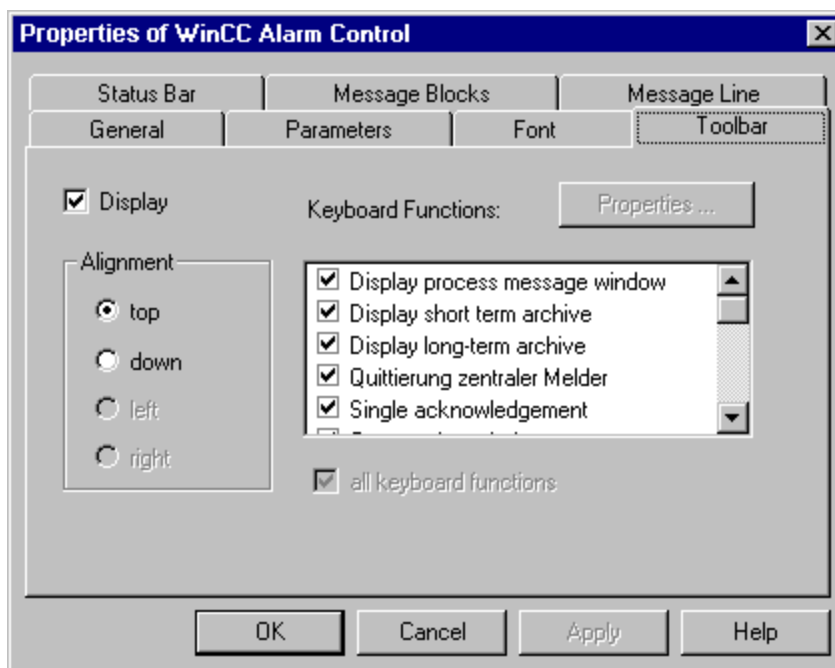 Properties of WinCC Alarm Control
Status Bar
Message Blocks
Message Line
General
Parameters
Font
Toolbar
Display
Keyboard Functions:
Properties ...
Alignment
top
down
left
right
Display process message window
Display short term archive
Display long-term archive
Quittierung zentraler Melder
Single acknowledgement
all keyboard functions
OK
Cancel
Apply
Help